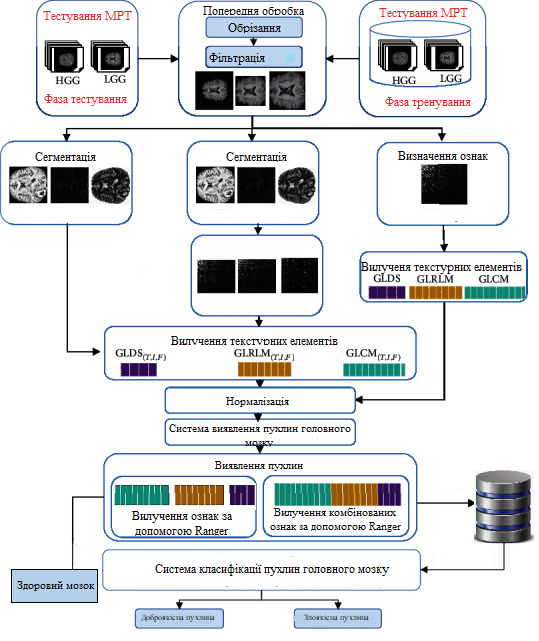 Тестування МРТ
HGG
LGG
Фаза тестування
Попередня обробка
Обрізання
Фільтрація
Тестування МРТ
HGG
LGG
Фаза тренування
Сегментація
Сегментація
Визначення ознак
Вилученя текстурних елементів
GLDS
GLRLM
GLCM
Вилучення текстурних елементів
GLDS(T,I,F)
GLRLM(T,I,F)
GLCM(T,I,F)
Нормалізація
Система виявлення пухлин головного
мозку
Виявлення пухлин
Вилучення ознак за
допомогою Ranger
Вилучення комбінованих
ознак за допомогою Ranger
Здоровий мозок
Система класифікації пухлин головного мозку
Доброякісна пухлина
Злоякісна пухлина